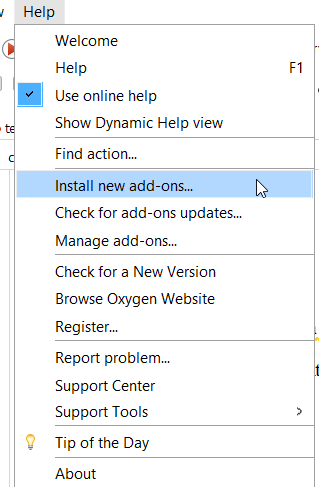 Help
Welcome
Help F1
Use online help
Show Dynamic Help view
Find action...
Install new add-ons...
Check for add-ons updates...
Manage add-ons...
Check for a New Version
Browse Oxygen Website
Register...
Report problem...
Support Center
Support Tools
Tip of the Day
About